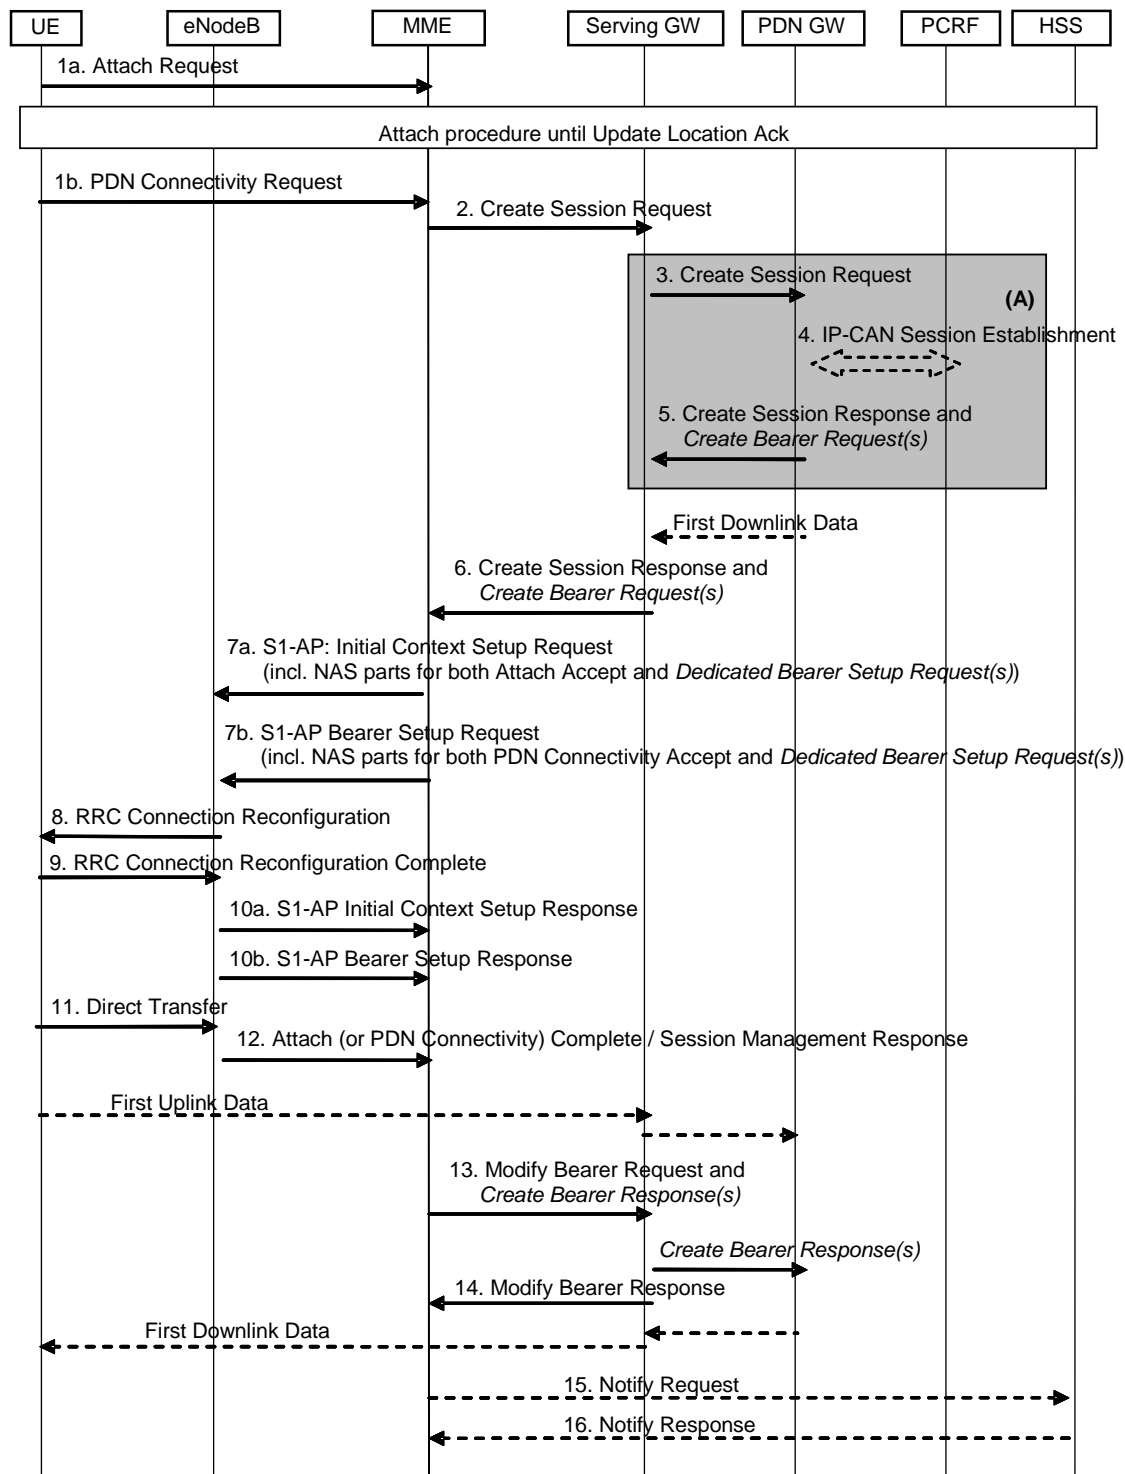 UE eNodeB MME Serving GW PDN GW PCRF HSS
1a. Attach Request
Attach procedure until Update Location Ack
1b. PDN Connectivity Request
2. Create Session Request
3. Create Session Request
(A)
4. IP-CAN Session Establishment
5. Create Session Response and
Create Bearer Request(s)
First Downlink Data
6. Create Session Response and
Create Bearer Request(s)
7a. S1-AP: Initial Context Setup Request
(incl. NAS parts for both Attach Accept and Dedicated Bearer Setup Request(s))
7b. S1-AP Bearer Setup Request
(incl. NAS parts for both PDN Connectivity Accept and Dedicated Bearer Setup Request(s))
8. RRC Connection Reconfiguration
9. RRC Connection Reconfiguration Complete
10a. S1-AP Initial Context Setup Response
10b. S1-AP Bearer Setup Response
11. Direct Transfer
12. Attach (or PDN Connectivity) Complete / Session Management Response
First Uplink Data
13. Modify Bearer Request and
Create Bearer Response(s)
Create Bearer Response(s)
14. Modify Bearer Response
First Downlink Data
15. Notify Request
16. Notify Response